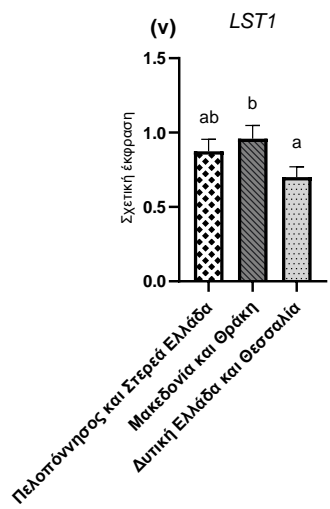 (v)
LST1
Σχετική έκφραση
1.5
1.0
0.5
0.0
ab
b
a
Πελοπόννησος και Στερεά Ελλάδα
Μακεδονία και Θράκη
Δυτική Ελλάδα και Θεσσαλία